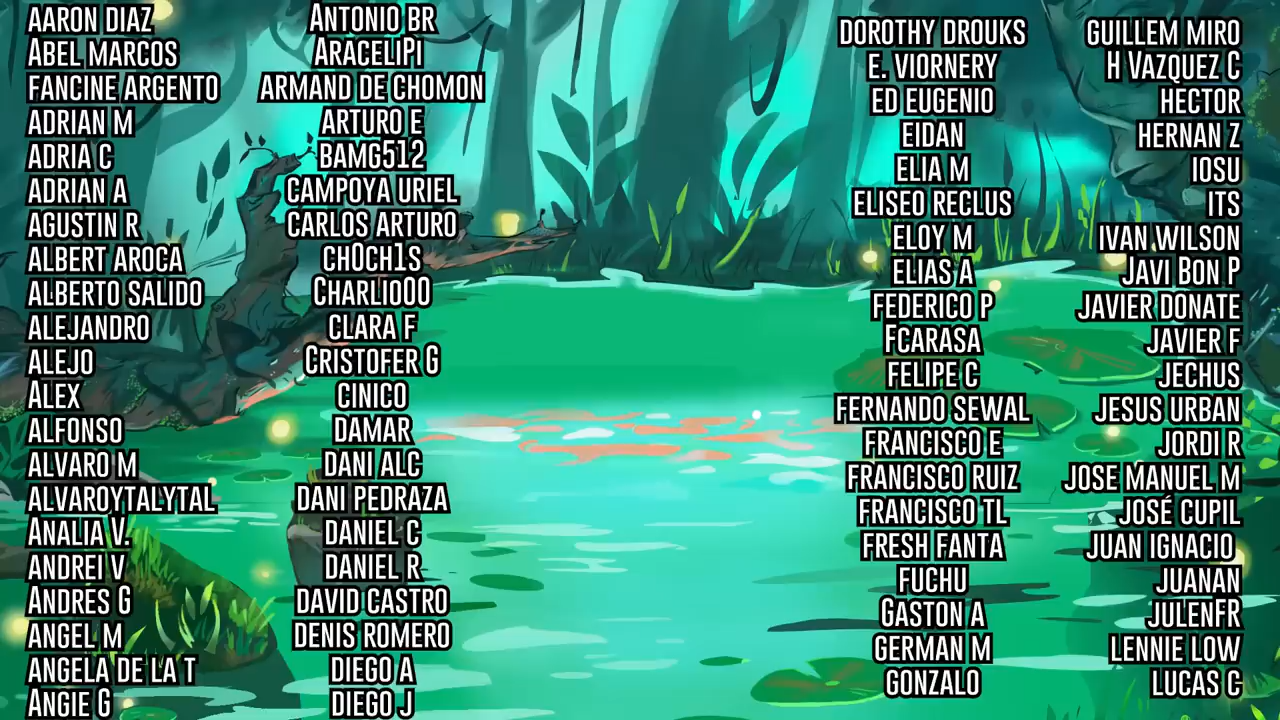 AARON DIAZ
ABEL MARCOS
FANCINE ARGENTO
ADRIAN M
ADRIA C
ADRIAN A
AGUSTIN R
ALBERT AROCA
ALBERTO SALIDO
ALEJANDRO
ALEJO
ALEX
ALFONSO
ALVARO M
ALVAROYTALYTAL
ANALIA V.
ANDREI V
ANDRES G
ANGEL M
ANGELA DE LA T
ANGIE G
ANTONIO BR
ARACELIPI
ARMAND DE CHOMON
ARTURO E
BAMG512
CAMPOYA URIEL
CARLOS ARTURO
CH0CH1S
CHARLIO00
CLARA F
CRISTOFER G
CINICO
DAMAR
DANI ALC
DANI PEDRAZA
DANIEL C
DANIEL R
DAVID CASTRO
DENIS ROMERO
DIEGO A
DIEGO J
DOROTHY DROUKS
E. VIORNERY
ED EUGENIO
EIDAN
ELIA M
ELISEO RECLUS
ELOY M
ELIAS A
FEDERICO P
FCARASA
FELIPE C
FERNANDO SEWAL
FRANCISCO E
FRANCISCO RUIZ
FRANCISCO TL
FRESH FANTA
FUCHU
GASTON A
GERMAN M
GONZALO
GUILLEM MIRO
H VAZQUEZ C
HECTOR
HERNAN Z
IOSU
ITS
IVAN WILSON
JAVI BON P
JAVIER DONATE
JAVIER F
JECHUS
JESUS URBAN
JORDI R
JOSE MANUEL M
JOSÉ CUPIL
JUAN IGNACIO
JUANAN
JULENFR
LENNIE LOW
LUCAS C